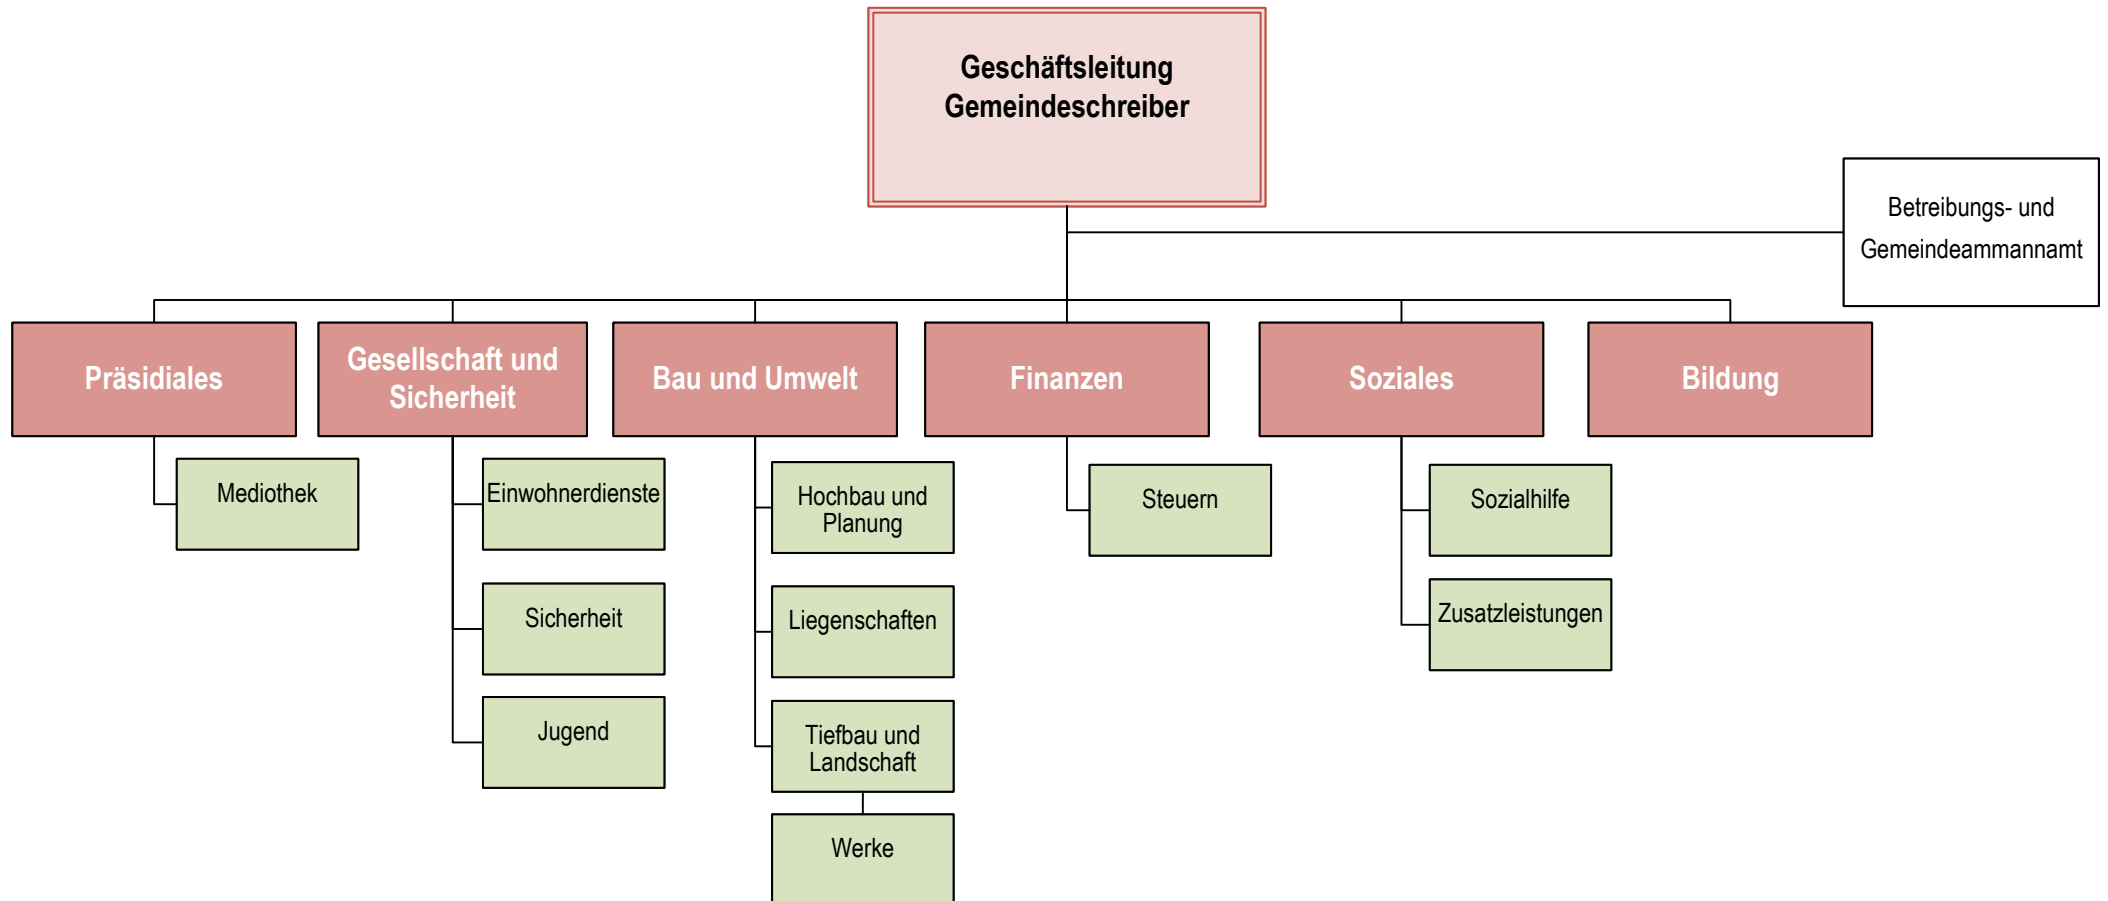 Geschäftsleitung
Gemeindeschreiber
Betreibungs- und
Gemeindeammannamt
Präsidiales
Gesellschaft und
Sicherheit
Bau und Umwelt
Finanzen
Soziales
Bildung
Mediothek
Einwohnerdienste
Sicherheit
Jugend
Hochbau und
Planung
Liegenschaften
Tiefbau und
Landschaft
Werke
Steuern
Sozialhilfe
Zusatzleistungen